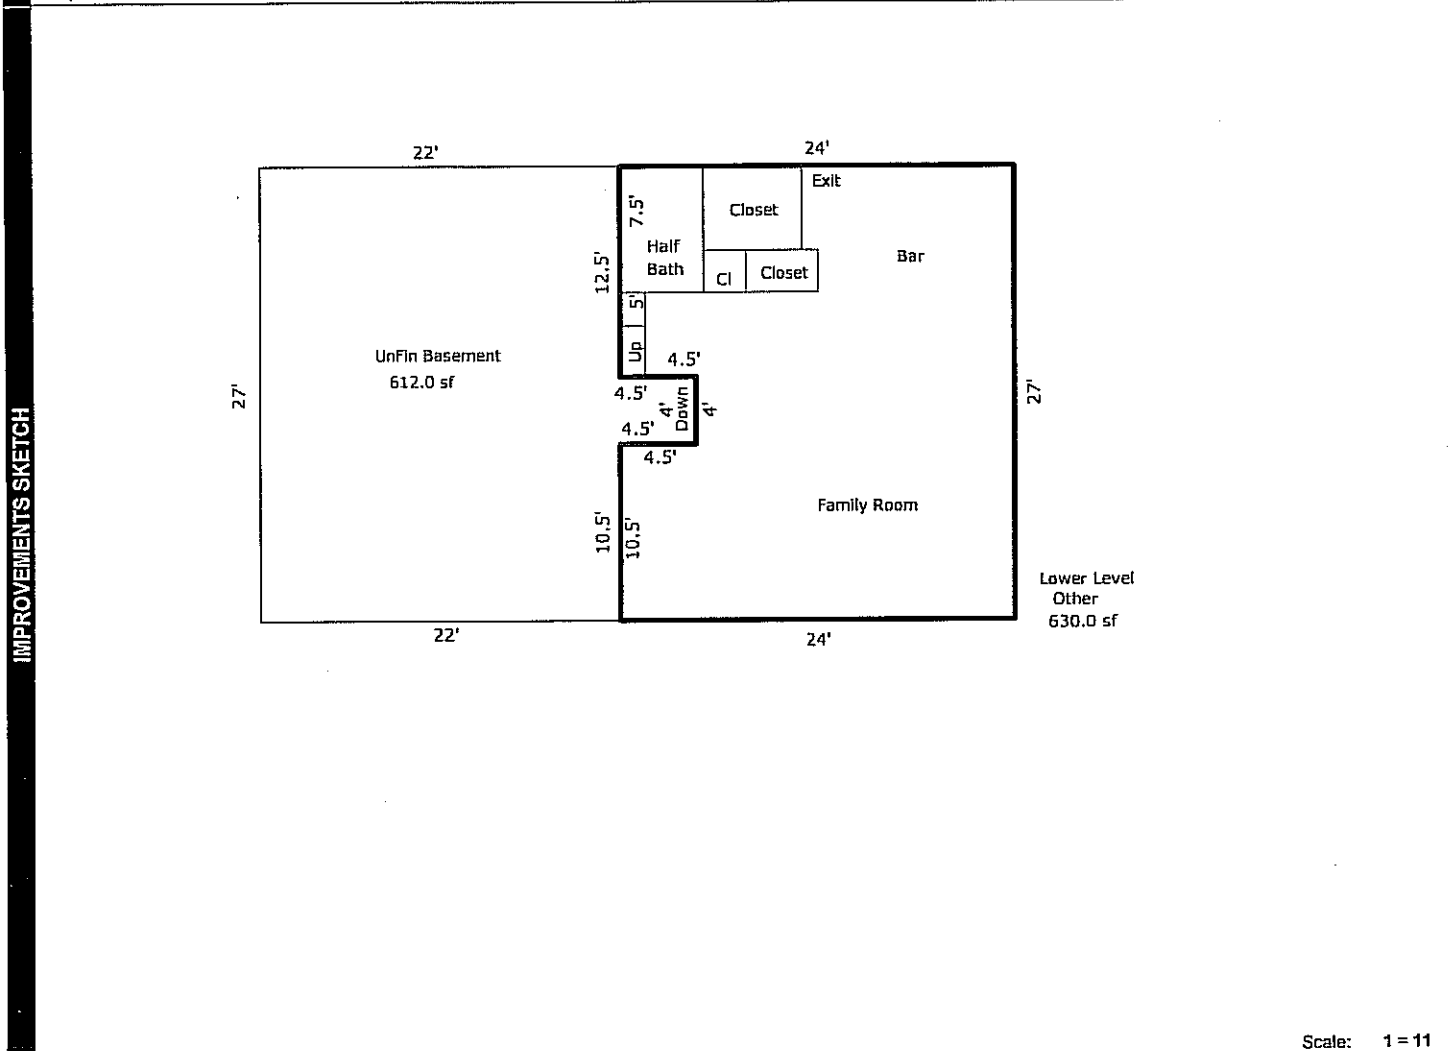 IMPROVEMENTS SKETCH
22'
24'
Exit
7.5'
Closet
Half
Bath
Bar
12.5'
Cl
Closet
5'
Up
4.5'
UnFin Basement
612.0 sf
27'
4.5'
4'
Down
4'
27'
4.5'
4.5'
Family Room
10.5'
10.5'
Lower Level
Other
630.0 sf
22'
24'
Scale: 1 = 11